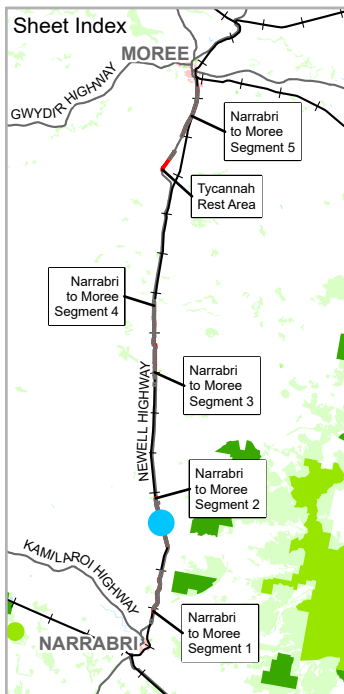 Sheet Index
MOREE
GWYDIR HIGHWAY
Narrabri
to Moree
Segment 5
Tycannah
Rest Area
Narrabri
to Moree
Segment 4
Narrabri
to Moree
Segment 3
NEWELL HIGHWAY
Narrabri
to Moree
Segment 2
KAMILAROI HIGHWAY
Narrabri
to Moree
Segment 1
NARRABRI